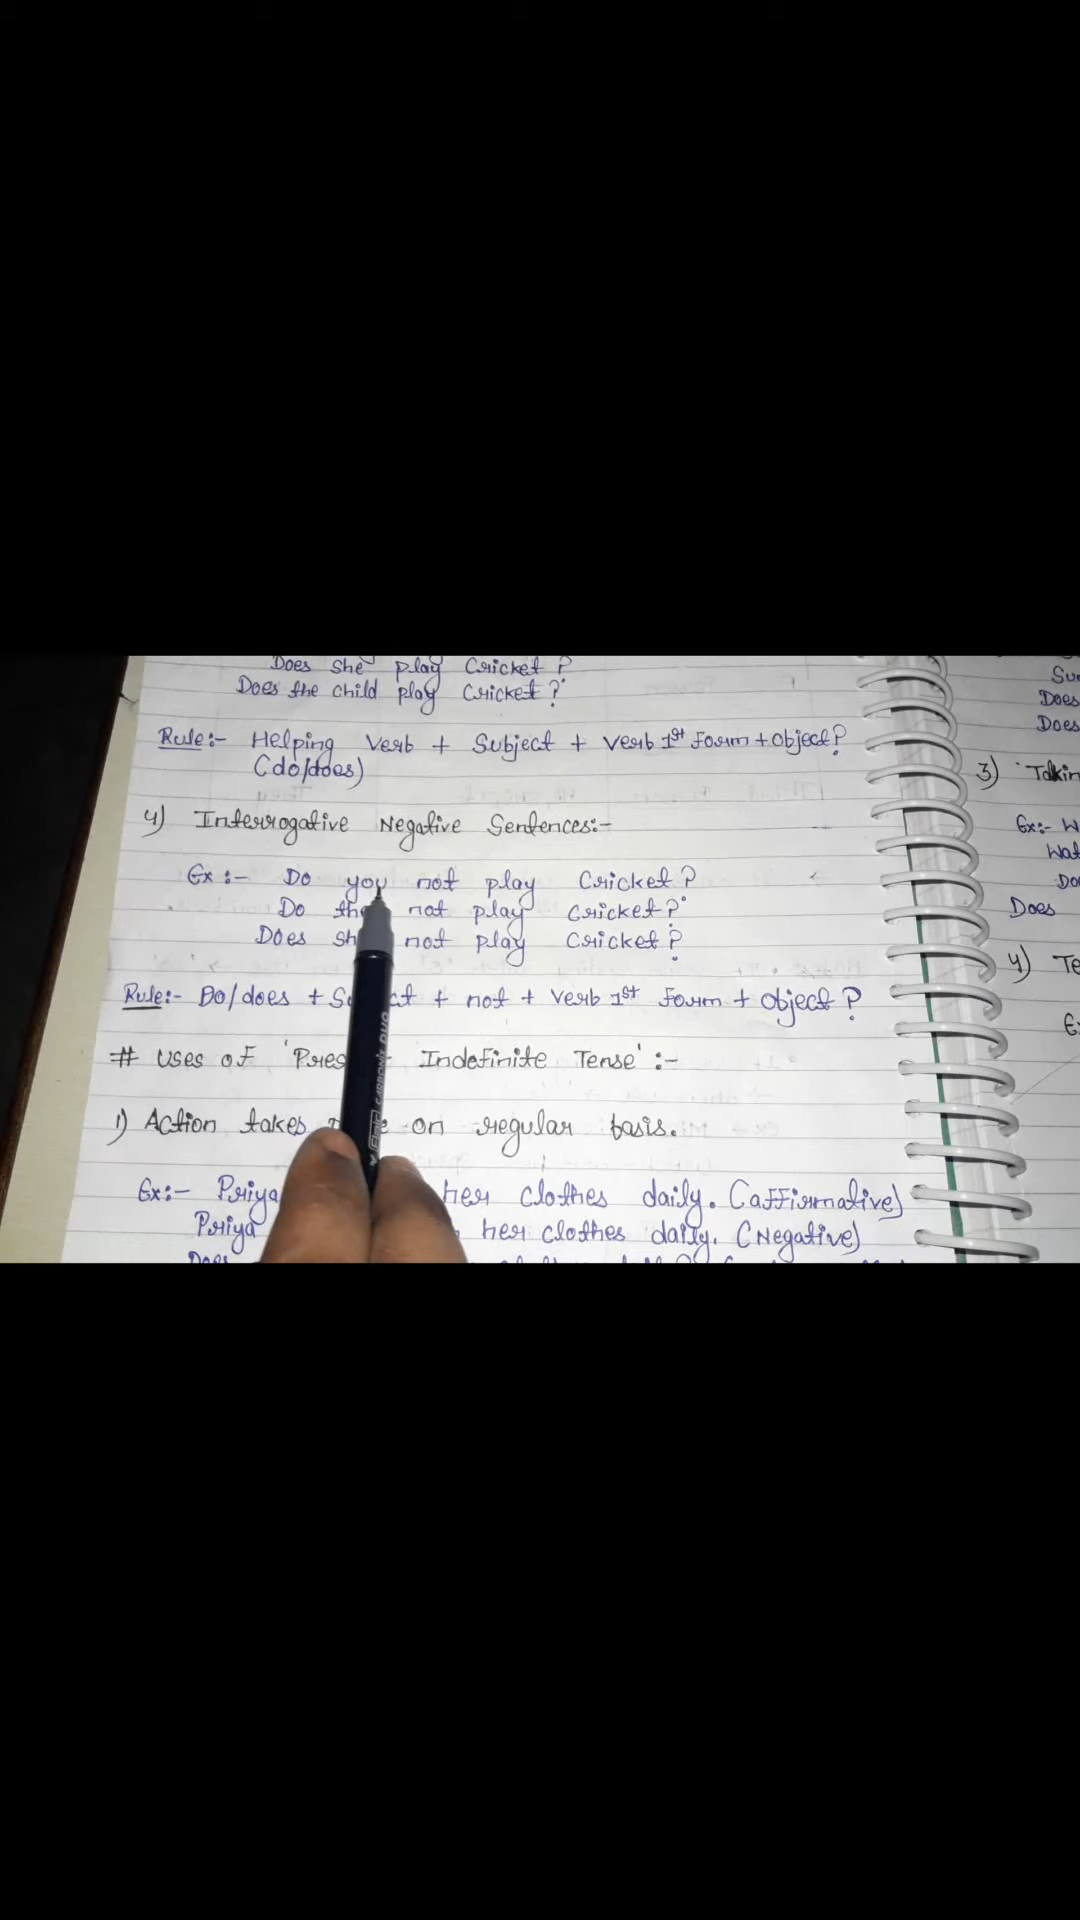 Does she play Cricket ?
Does the child play Cricket ?
Rule:- Helping Verb + Subject + Verb 1st Form + Object?
(do/does)
4) Interrogative Negative Sentences:-
Ex :- Do you not play Cricket ?
Do not play Cricket ?
Does not play Cricket ?
Rule:- Do/does + + not + Verb 1st Form + Object ?
# Uses of Indefinite Tense' :-
1) Action takes on regular basis.
Ex:- Priya her clothes daily. (Affirmative)
Priya her clothes daily. (Negative)
Does
Does
Does
3)
Ex:- W
Does
4) Te